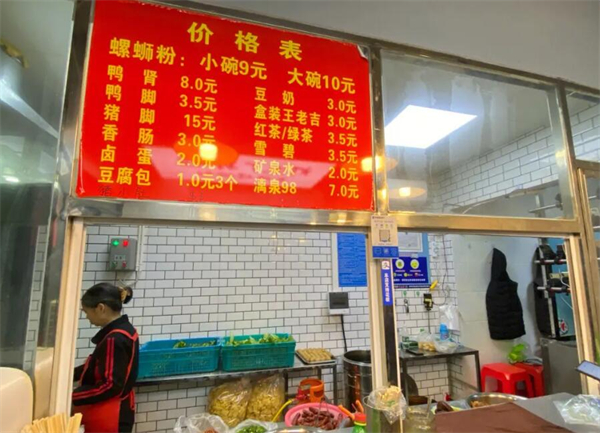 价格表
螺蛳粉：小碗9元 大碗10元
鸭肾 8.0元 豆奶 3.0元
鸭脚 3.5元 盒装王老吉 3.0元
猪脚 15元 红茶/绿茶 3.5元
香肠 3.0元 雪碧 3.5元
卤蛋 2.0元 矿泉水 2.0元
豆腐包 1.0元3个 漓泉98 7.0元